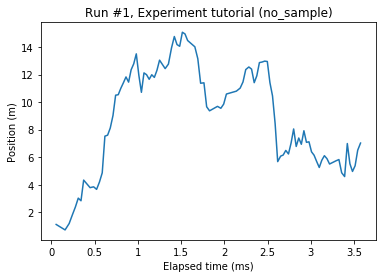 Run #1, Experiment tutorial (no_sample)
Position (m)
14
12
10
8
6
4
2
0 0.5 1 1.5 2 2.5 3 3.5
Elapsed time (ms)